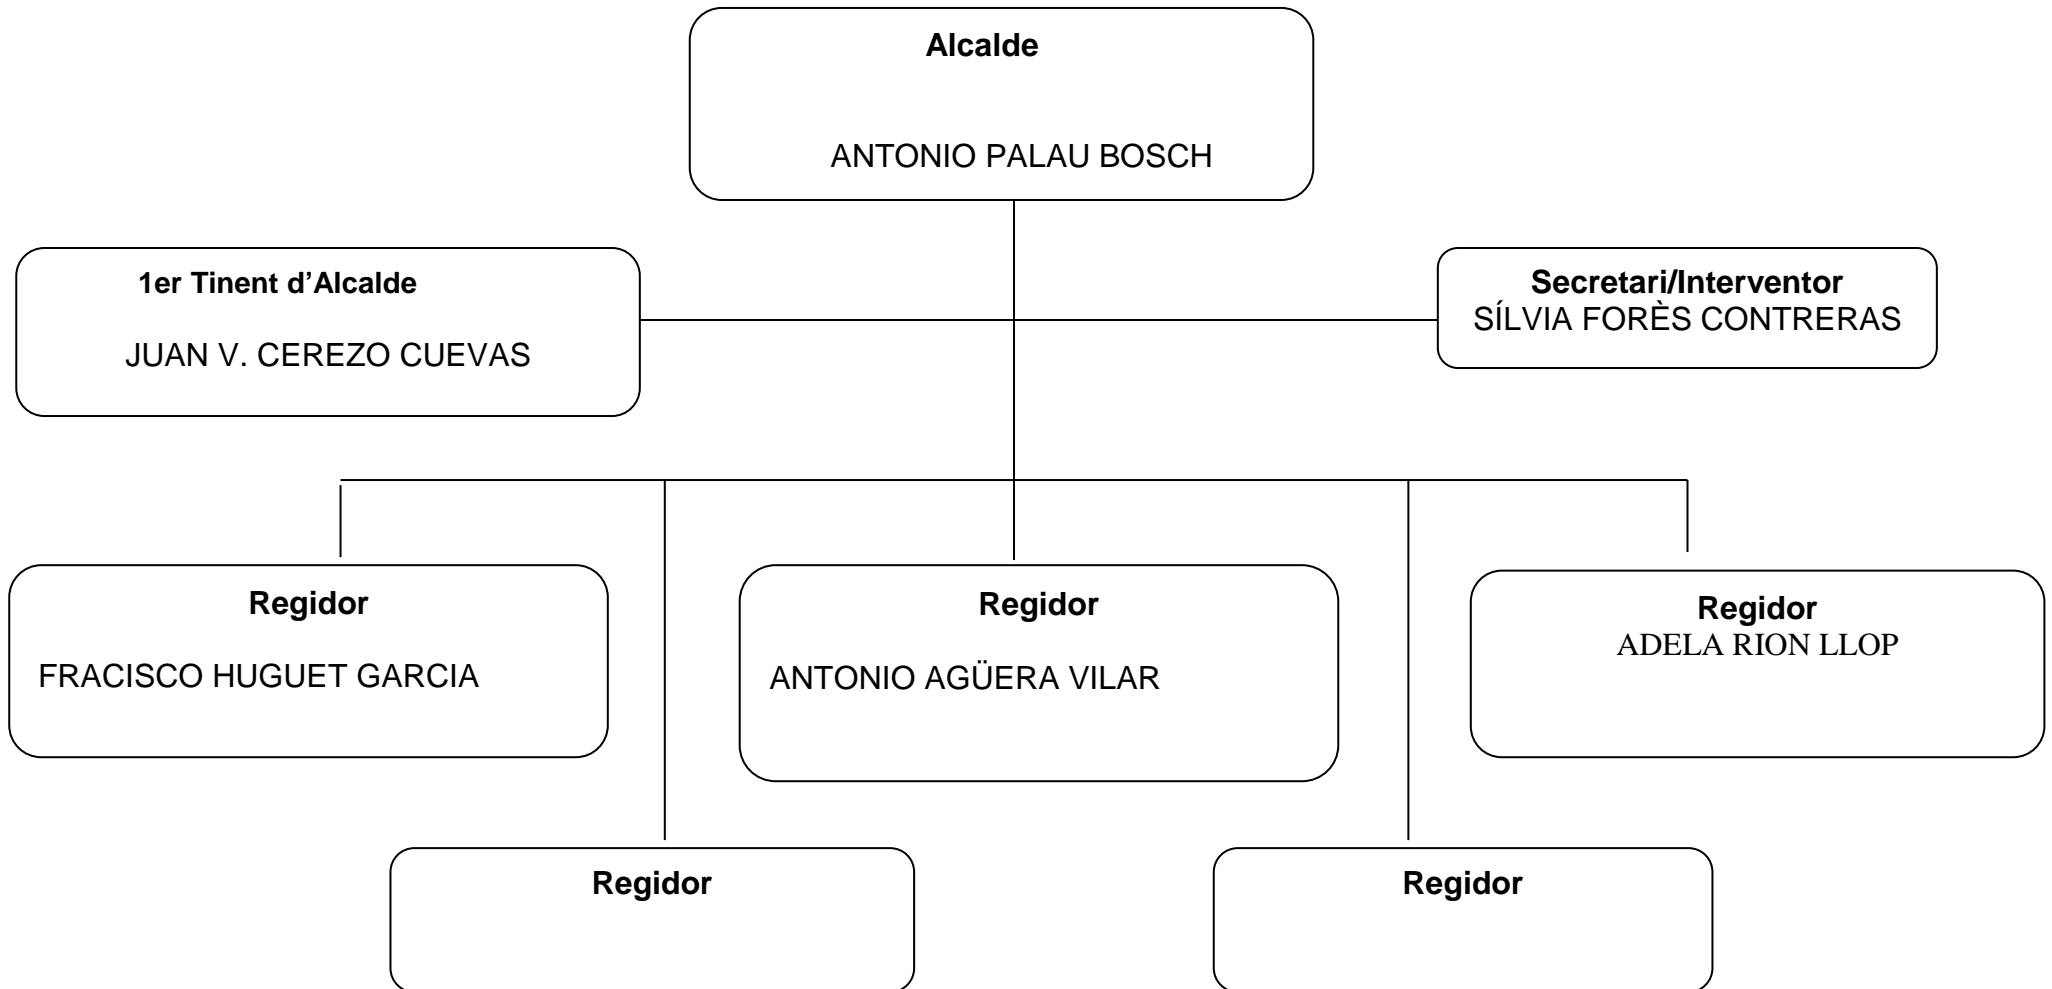 Alcalde
ANTONIO PALAU BOSCH
1er Tinent d’Alcalde
JUAN V. CEREZO CUEVAS
Secretari/Interventor
SÍLVIA FORÈS CONTRERAS
Regidor
FRACISCO HUGUET GARCIA
Regidor
ANTONIO AGÜERA VILAR
Regidor
ADELA RION LLOP
Regidor
Regidor